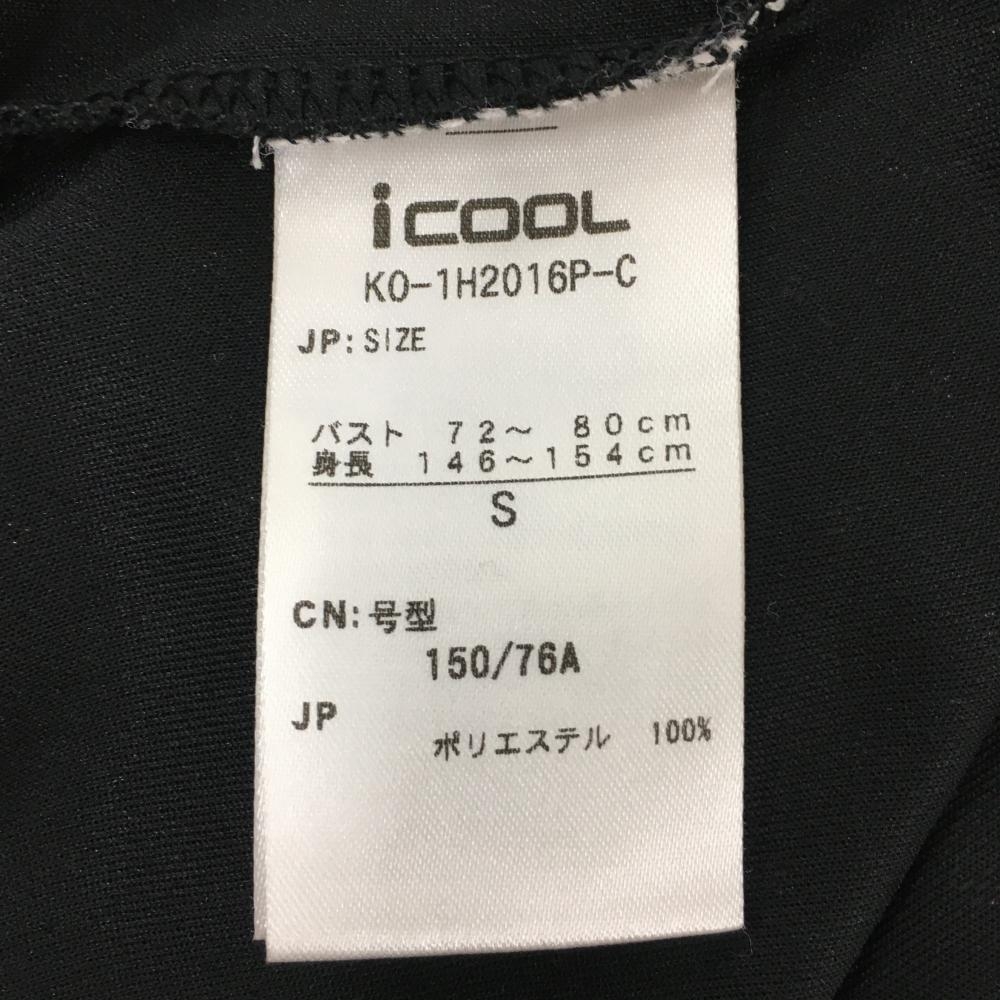 iCOOL
KO-1H2016P-C
JP: SIZE
バスト 72～ 80cm
身長 146～154cm
S
CN: 号型
150/76A
JP
ポリエステル 100%